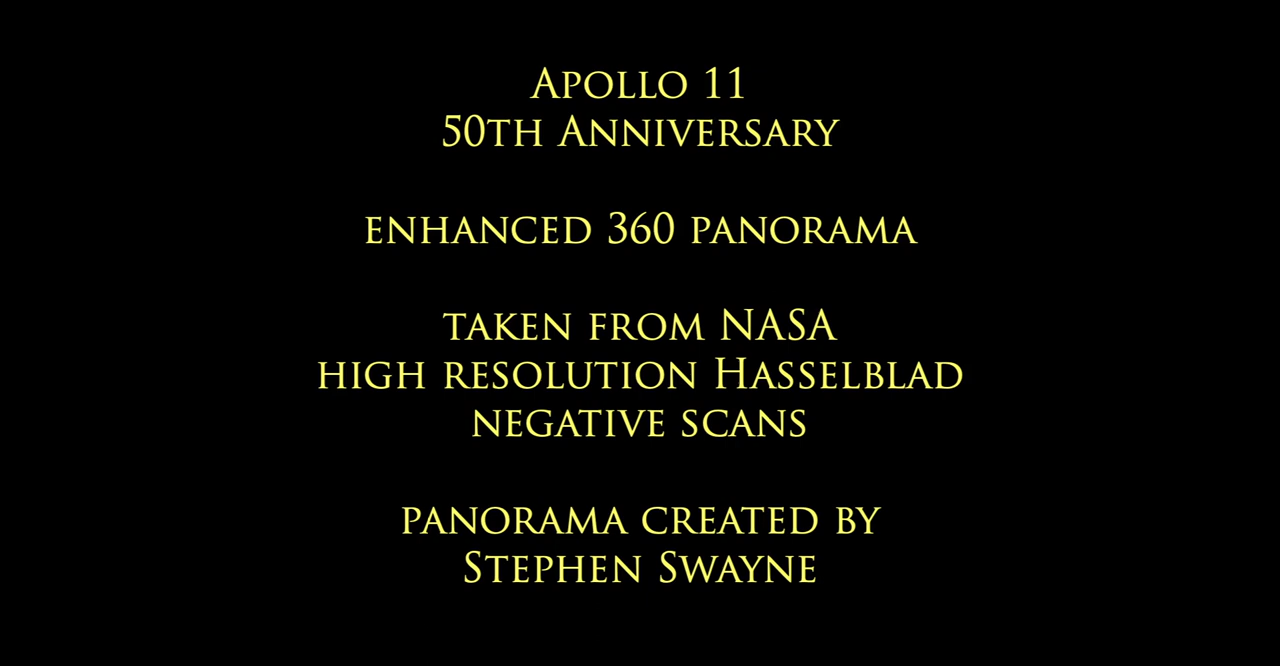 Apollo 11
50th Anniversary
enhanced 360 panorama
taken from NASA
high resolution Hasselblad
negative scans
panorama created by
Stephen Swayne